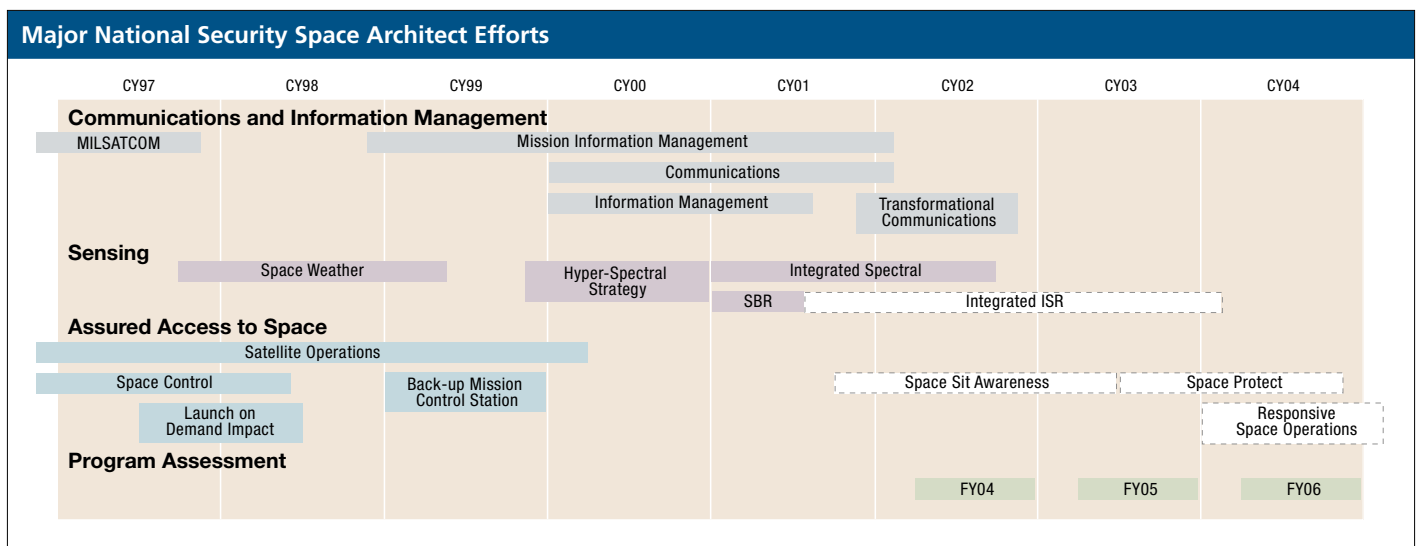 Major National Security Space Architect Efforts
CY97 CY98 CY99 CY00 CY01 CY02 CY03 CY04
Communications and Information Management
MILSATCOM Mission Information Management
Communications
Information Management Transformational
Communications
Sensing
Space Weather Hyper-Spectral
Strategy Integrated Spectral
SBR Integrated ISR
Assured Access to Space
Satellite Operations
Space Control Back-up Mission
Control Station Space Sit Awareness Space Protect
Launch on
Demand Impact Responsive
Space Operations
Program Assessment
FY04 FY05 FY06